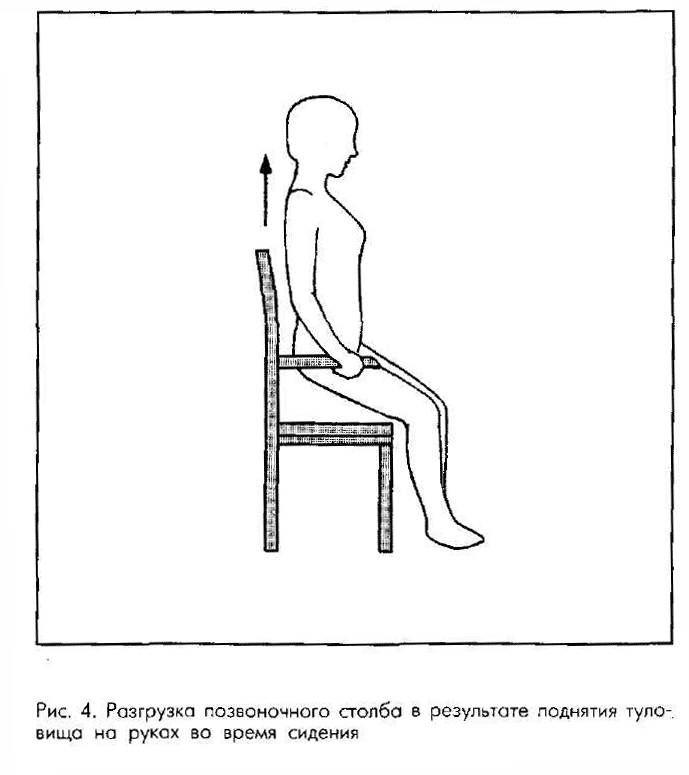 Рис. 4. Разгрузка позвоночного столба в результате поднятия туло-
вища на руках во время сидения